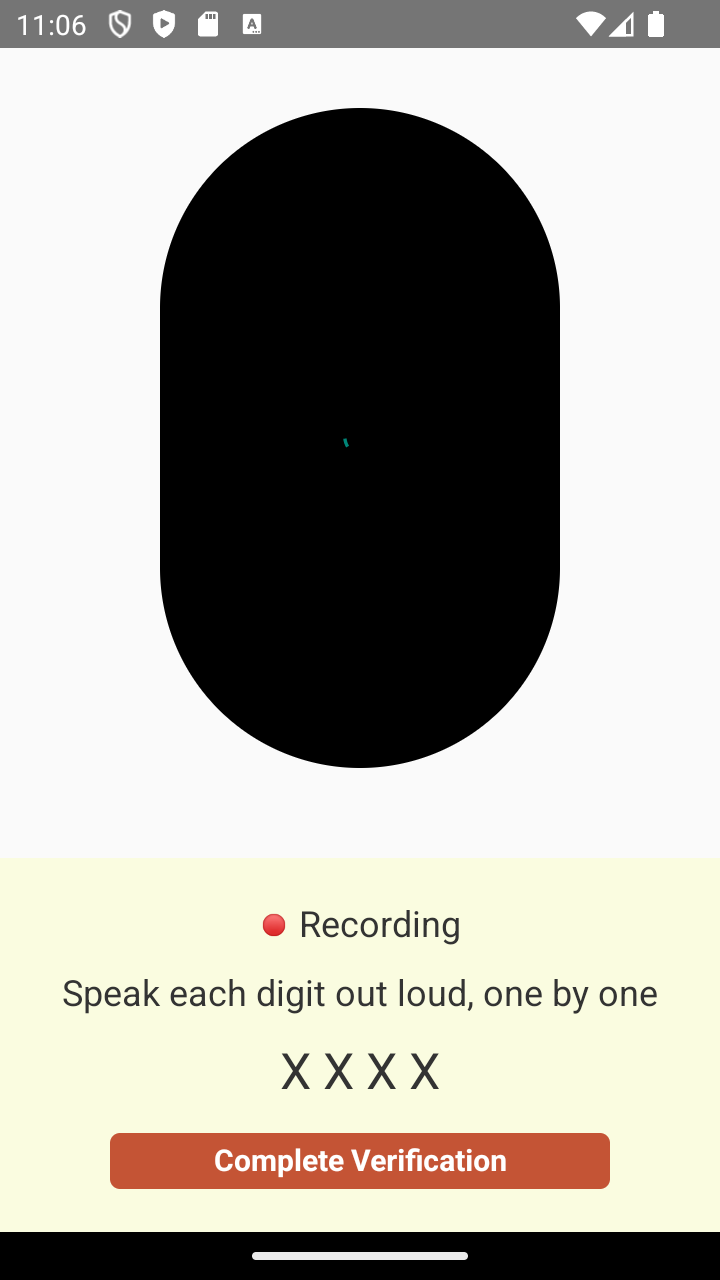 11:06
Recording
Speak each digit out loud, one by one
X X X X
Complete Verification